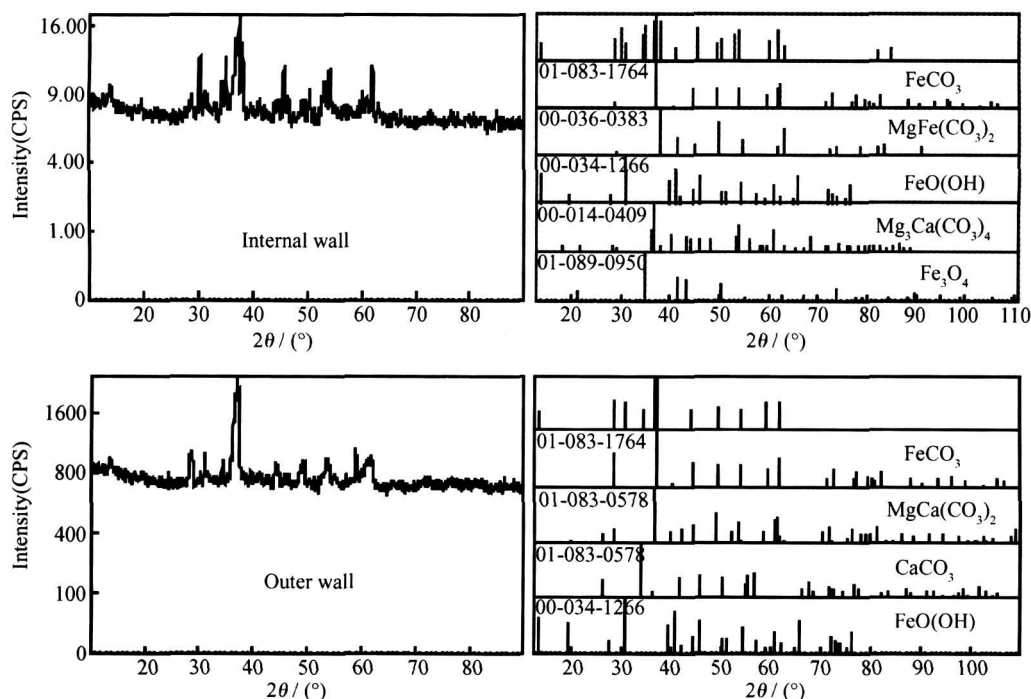 16.00
9.00
4.00
1.00
0
Intensity(CPS)
Internal wall
20 30 40 50 60 70 80
2θ / (°)
01-083-1764
FeCO3
00-036-0383
MgFe(CO3)2
00-034-1266
FeO(OH)
00-014-0409
Mg3Ca(CO3)4
01-089-0950
Fe3O4
20 30 40 50 60 70 80 90 100 110
2θ / (°)
1600
800
400
100
0
Intensity(CPS)
Outer wall
20 30 40 50 60 70 80
2θ / (°)
01-083-1764
FeCO3
01-083-0578
MgCa(CO3)2
01-083-0578
CaCO3
00-034-1266
FeO(OH)
20 30 40 50 60 70 80 90 100
2θ / (°)